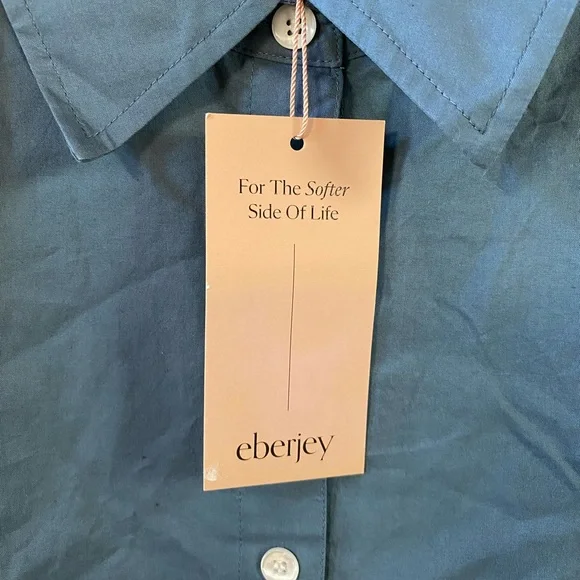 For The Softer
Side Of Life
eberjey